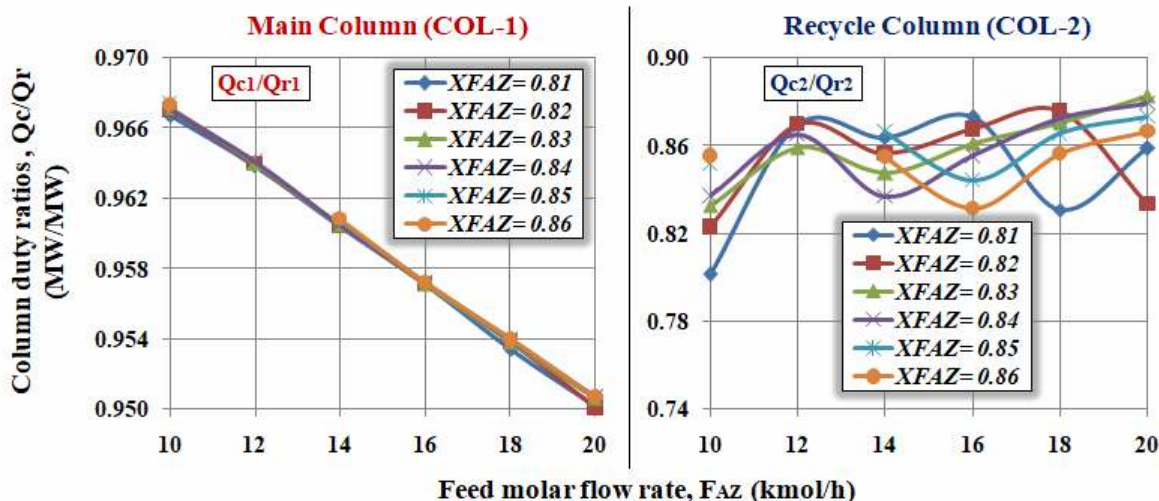 Main Column (COL-1)
Recycle Column (COL-2)
Column duty ratios , Qc/Qr
(MW/MW)
0.970
0.966
0.962
0.958
0.954
0.950
Qc1/Qr1
XFAZ= 0.81
XFAZ= 0.82
XFAZ= 0.83
XFAZ= 0.84
XFAZ= 0.85
XFAZ= 0.86
10 12 14 16 18 20
0.90
0.86
0.82
0.78
0.74
Qc2/Qr2
XFAZ= 0.81
XFAZ= 0.82
XFAZ= 0.83
XFAZ= 0.84
XFAZ= 0.85
XFAZ= 0.86
10 12 14 16 18 20
Feed molar flow rate, FAZ (kmol/h)